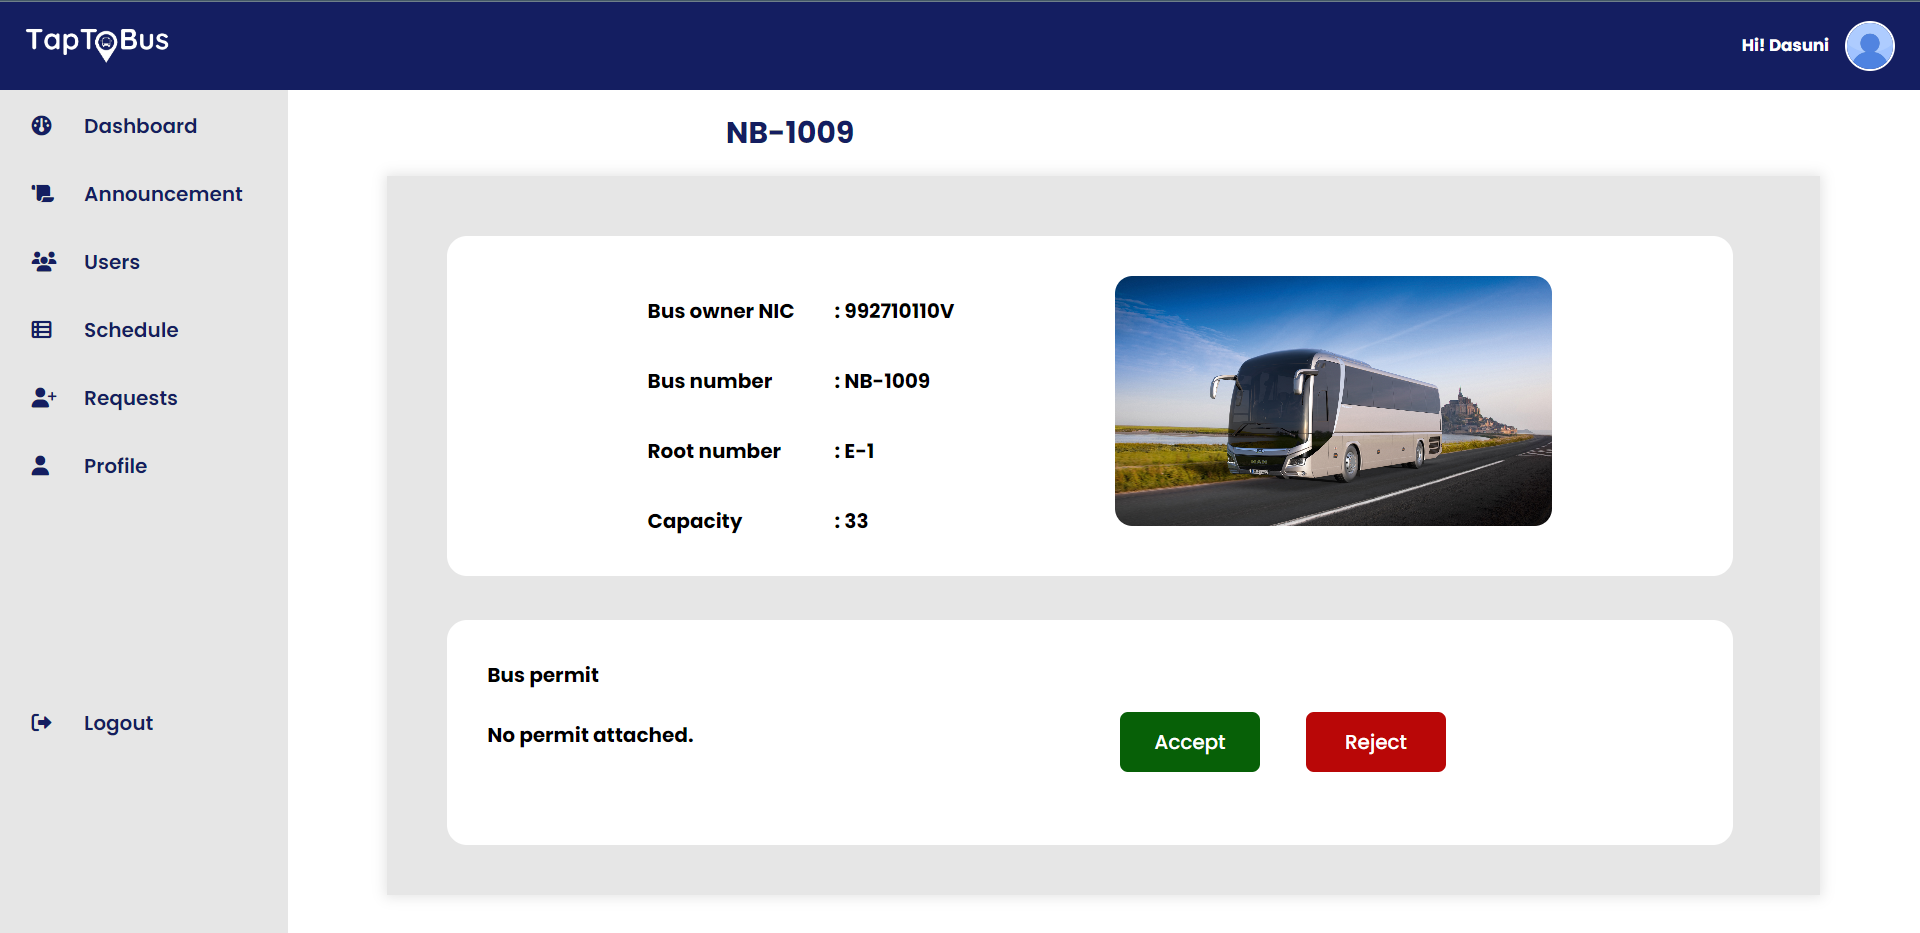 TapToBus
Hi! Dasuni
Dashboard
Announcement
Users
Schedule
Requests
Profile
Logout
NB-1009
Bus owner NIC : 992710110V
Bus number : NB-1009
Root number : E-1
Capacity : 33
MAN
Bus permit
No permit attached.
Accept
Reject